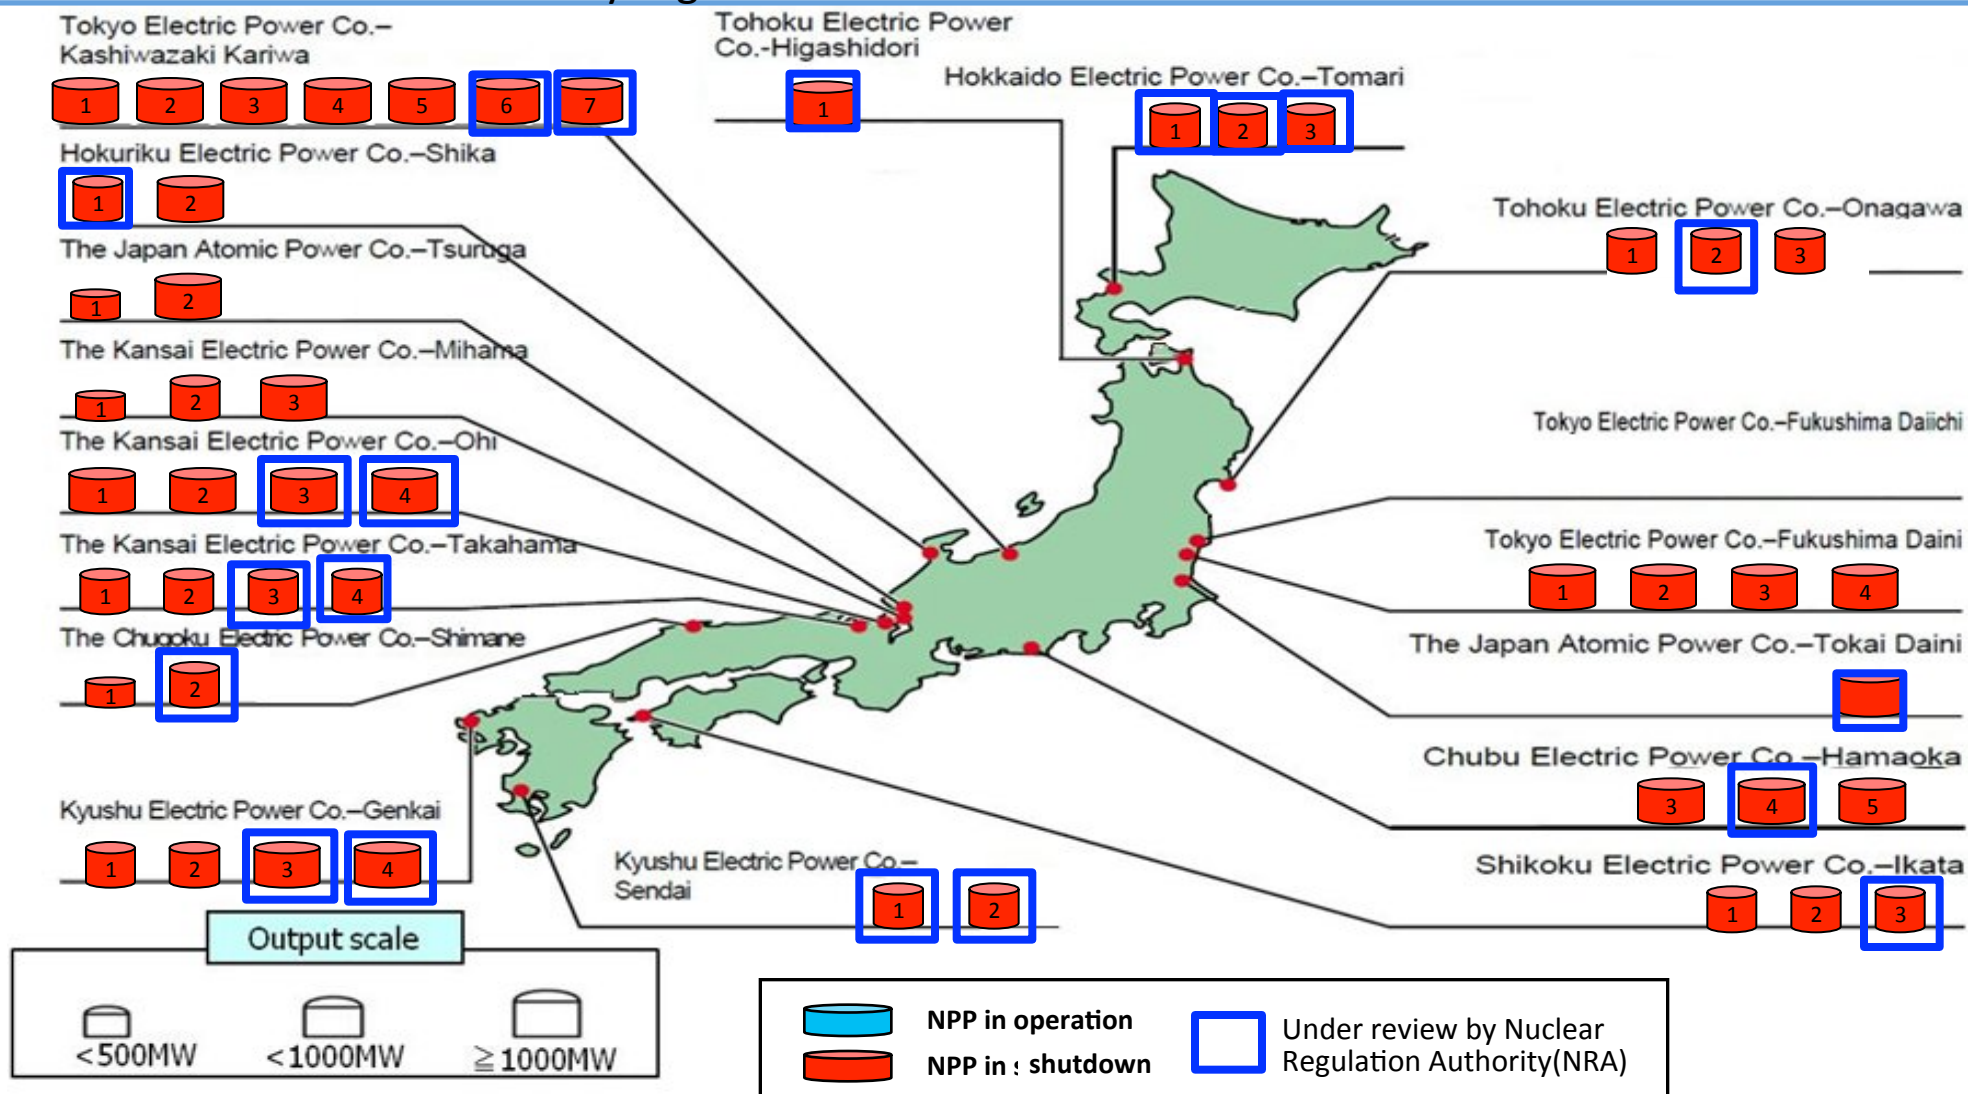 Tokyo Electric Power Co.–
Kashiwazaki Kariwa
1 2 3 4 5 6 7
Hokuriku Electric Power Co.–Shika
1 2
The Japan Atomic Power Co.–Tsuruga
1 2
The Kansai Electric Power Co.–Mihama
1 2 3
The Kansai Electric Power Co.–Ohi
1 2 3 4
The Kansai Electric Power Co.–Takahama
1 2 3 4
The Chugoku Electric Power Co.–Shimane
1 2
Kyushu Electric Power Co.–Genkai
1 2 3 4
Tohoku Electric Power
Co.-Higashidori
1
Hokkaido Electric Power Co.–Tomari
1 2 3
Tohoku Electric Power Co.–Onagawa
1 2 3
Tokyo Electric Power Co.–Fukushima Daiichi
Tokyo Electric Power Co.–Fukushima Daini
1 2 3 4
The Japan Atomic Power Co.–Tokai Daini
Chubu Electric Power Co.–Hamaoka
3 4 5
Shikoku Electric Power Co.–Ikata
1 2 3
Kyushu Electric Power Co.–
Sendai
1 2
Output scale
<500MW <1000MW ≧1000MW
NPP in operation
NPP in shutdown
Under review by Nuclear
Regulation Authority(NRA)